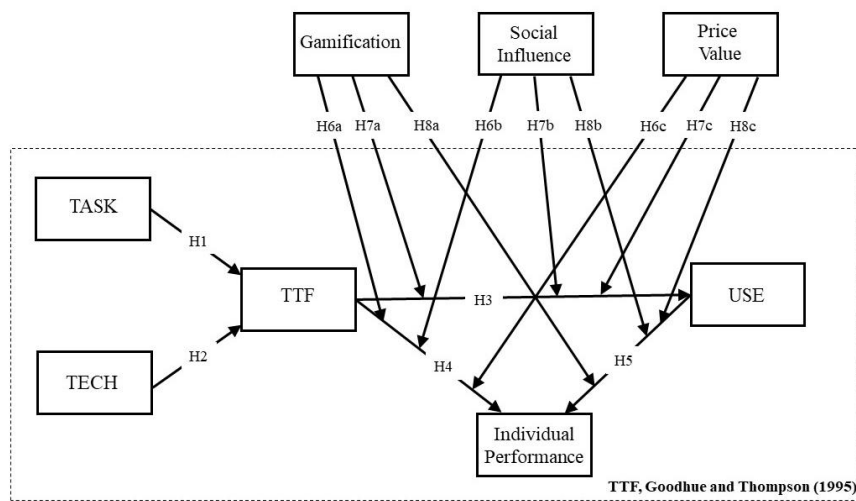 Gamification
Social
Influence
Price
Value
H6a
H7a
H8a
H6b
H7b
H8b
H6c
H7c
H8c
TASK
H1
TTF
H3
USE
H2
TECH
H4
H5
Individual
Performance
TTF, Goodhue and Thompson (1995)